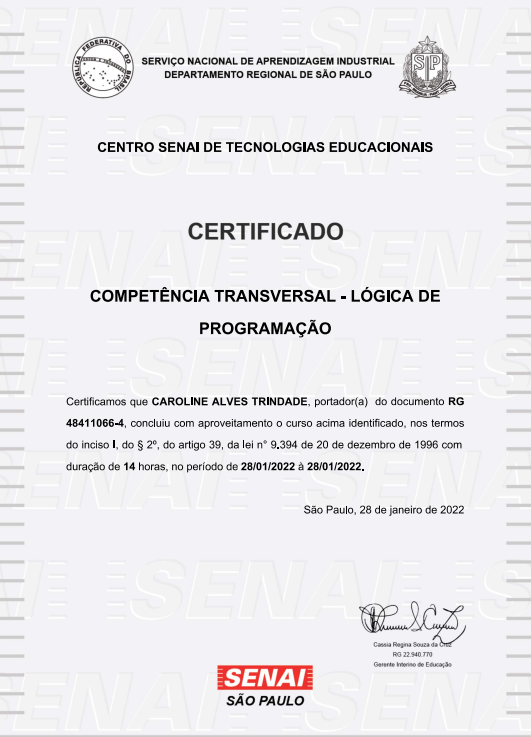 REPÚBLICA FEDERATIVA DO BRASIL
SERVIÇO NACIONAL DE APRENDIZAGEM INDUSTRIAL
DEPARTAMENTO REGIONAL DE SÃO PAULO
SP
CENTRO SENAI DE TECNOLOGIAS EDUCACIONAIS
CERTIFICADO
COMPETÊNCIA TRANSVERSAL - LÓGICA DE
PROGRAMAÇÃO
Certificamos que CAROLINE ALVES TRINDADE, portador(a) do documento RG
48411066-4, concluiu com aproveitamento o curso acima identificado, nos termos
do inciso I, do § 2º, do artigo 39, da lei n° 9.394 de 20 de dezembro de 1996 com
duração de 14 horas, no período de 28/01/2022 à 28/01/2022.
São Paulo, 28 de janeiro de 2022
Cassia Regina Souza da Cruz
RG 22.940.770
Gerente Interino de Educação
SENAI
SÃO PAULO